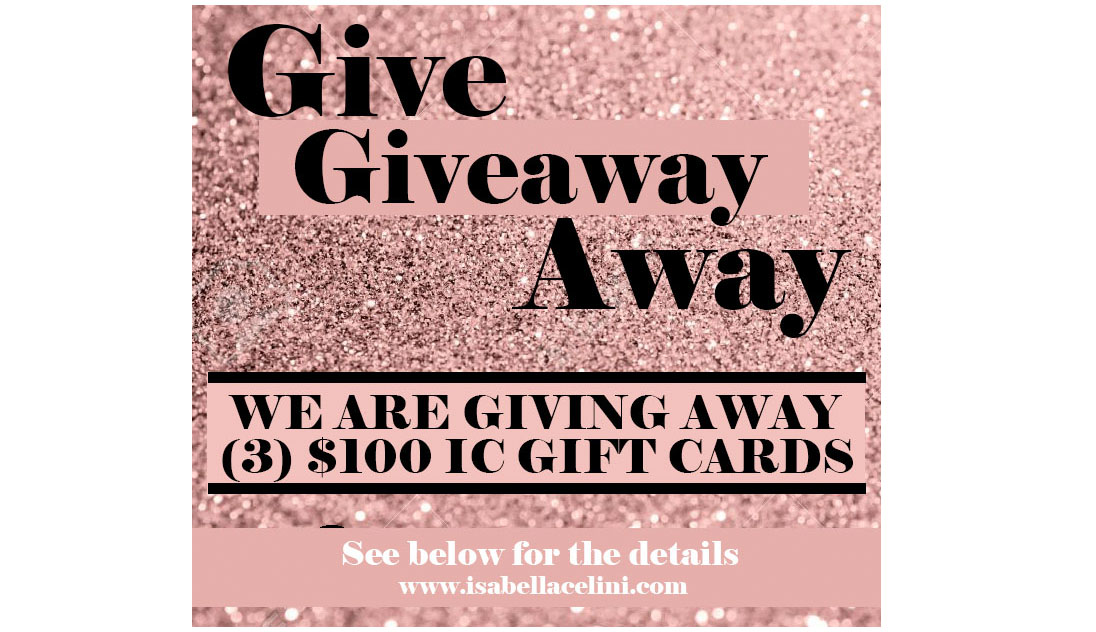 Give
Giveaway
Away
WE ARE GIVING AWAY
(3) $100 IC GIFT CARDS
See below for the details
www.isabellacelini.com